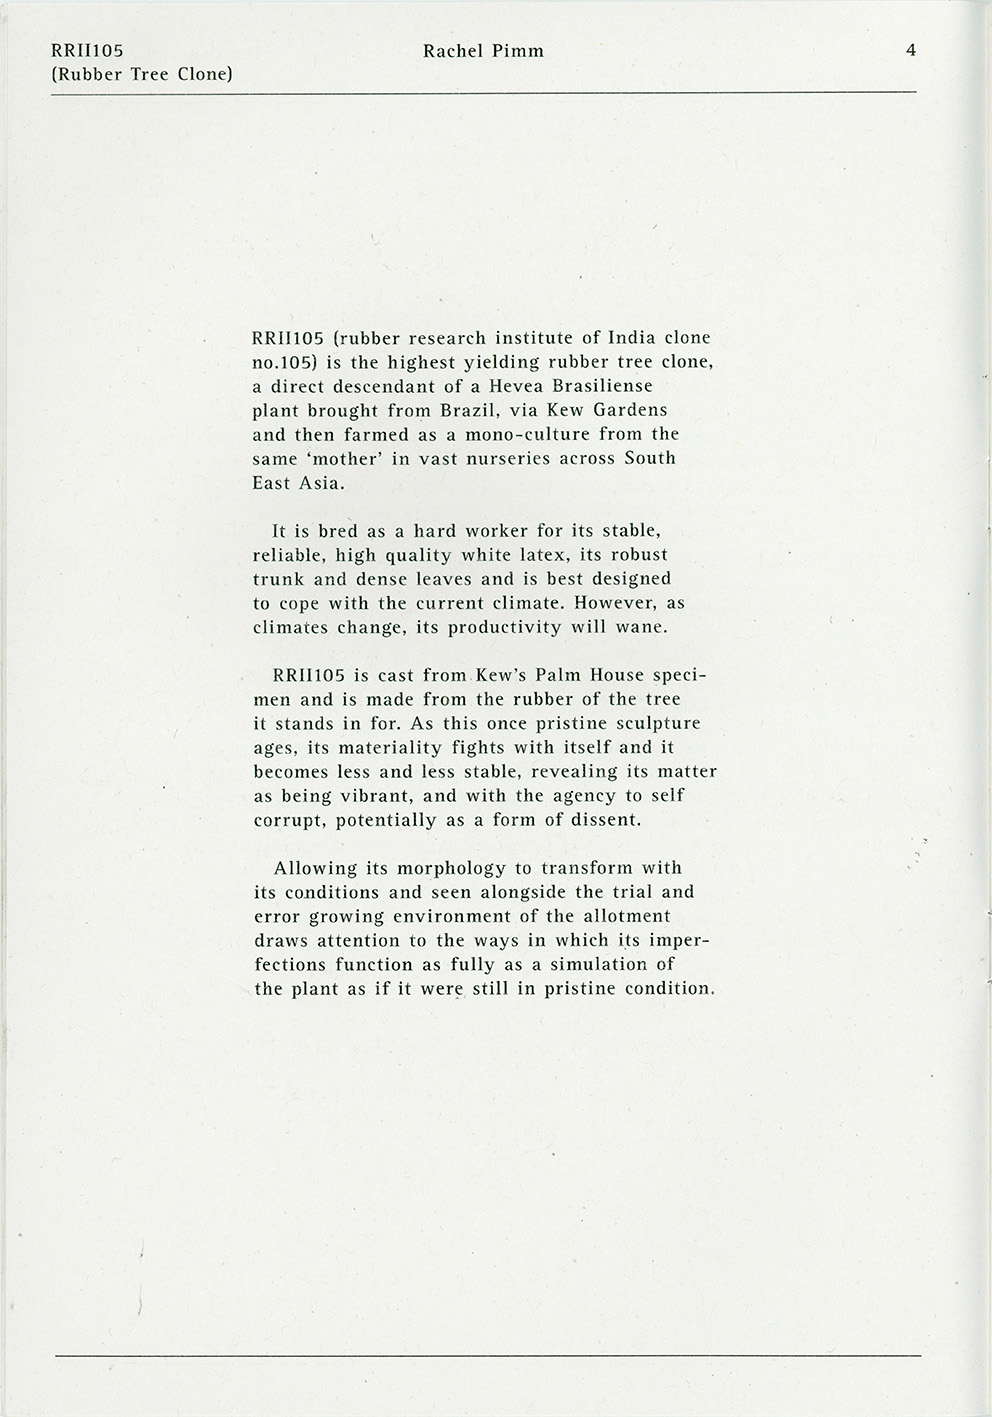 RRII105
(Rubber Tree Clone)
Rachel Pimm
4
RRII105 (rubber research institute of India clone
no.105) is the highest yielding rubber tree clone,
a direct descendant of a Hevea Brasiliense
plant brought from Brazil, via Kew Gardens
and then farmed as a mono-culture from the
same ‘mother’ in vast nurseries across South
East Asia.
It is bred as a hard worker for its stable,
reliable, high quality white latex, its robust
trunk and dense leaves and is best designed
to cope with the current climate. However, as
climates change, its productivity will wane.
RRII105 is cast from Kew’s Palm House speci-
men and is made from the rubber of the tree
it stands in for. As this once pristine sculpture
ages, its materiality fights with itself and it
becomes less and less stable, revealing its matter
as being vibrant, and with the agency to self
corrupt, potentially as a form of dissent.
Allowing its morphology to transform with
its conditions and seen alongside the trial and
error growing environment of the allotment
draws attention to the ways in which its imper-
fections function as fully as a simulation of
the plant as if it were still in pristine condition.